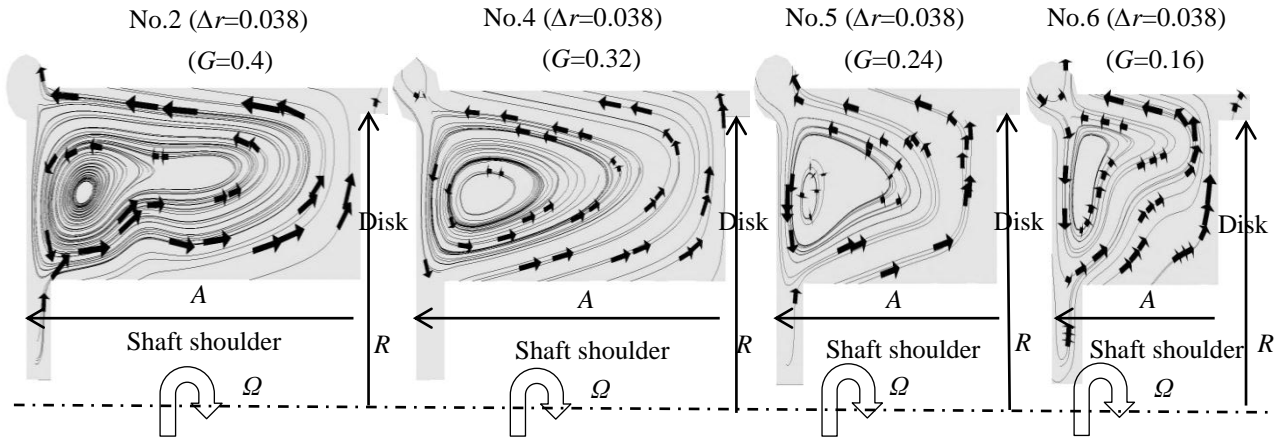 No.2 (Δr=0.038) No.4 (Δr=0.038) No.5 (Δr=0.038) No.6 (Δr=0.038)
(G=0.4) (G=0.32) (G=0.24) (G=0.16)
Disk Disk Disk Disk
A A A A
Shaft shoulder R Shaft shoulder R Shaft shoulder R Shaft shoulder R
Ω Ω Ω Ω